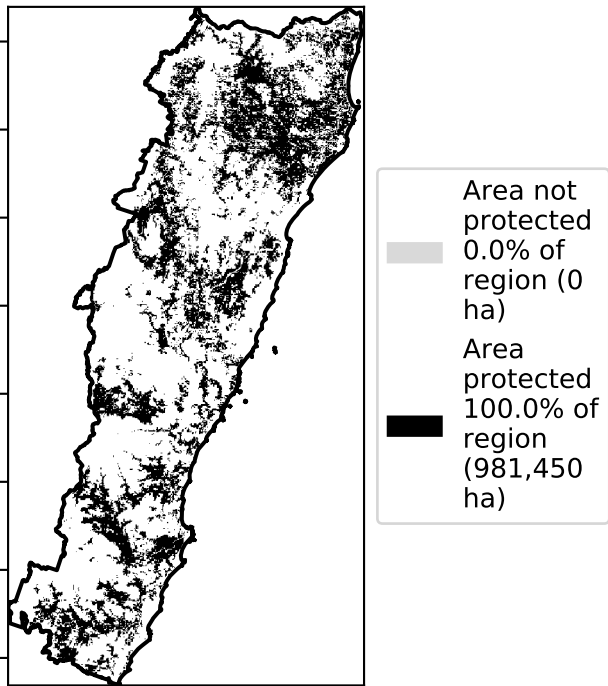 Area not
protected
0.0% of
region (0
ha)
Area
protected
100.0% of
region
(981,450
ha)